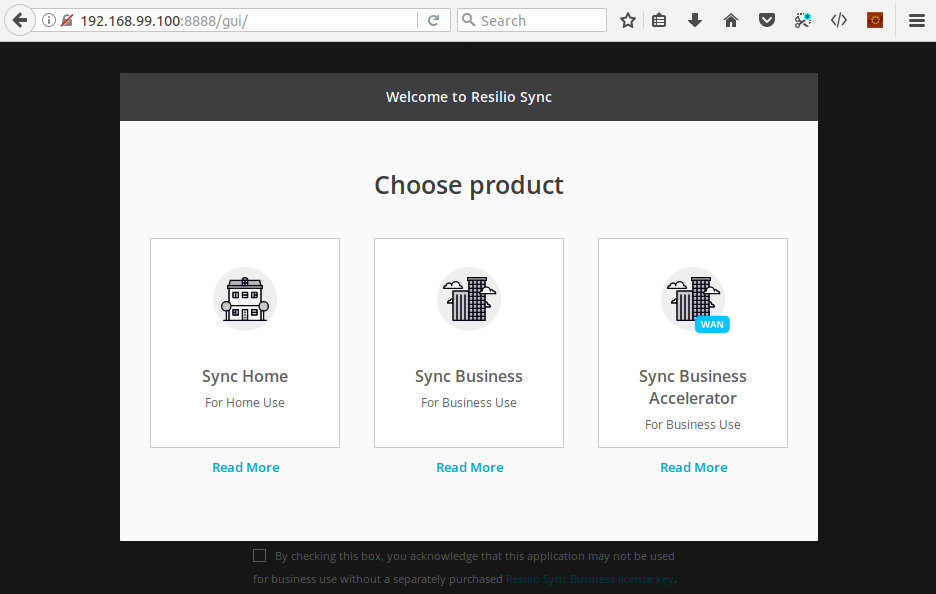 192.168.99.100:8888/gui/
Search
Welcome to Resilio Sync
Choose product
WAN
Sync Home
For Home Use
Sync Business
For Business Use
Sync Business
Accelerator
For Business Use
Read More
Read More
Read More
By checking this box, you acknowledge that this application may not be used
for business use without a separately purchased Resilio Sync Business license key.